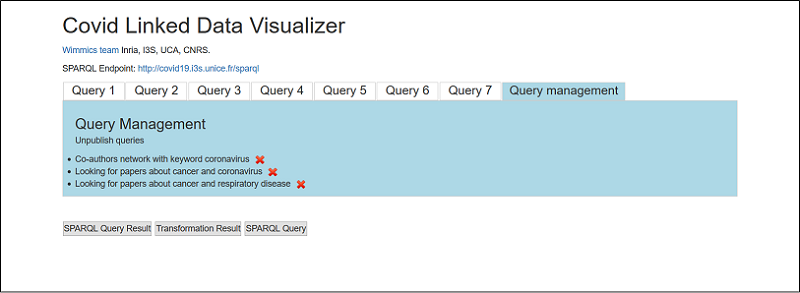 Covid Linked Data Visualizer
Wimmics team Inria, I3S, UCA, CNRS.
SPARQL Endpoint: http://covid19.i3s.unice.fr/sparql
Query 1 Query 2 Query 3 Query 4 Query 5 Query 6 Query 7 Query management
Query Management
Unpublish queries
Co-authors network with keyword coronavirus
Looking for papers about cancer and coronavirus
Looking for papers about cancer and respiratory disease
SPARQL Query Result Transformation Result SPARQL Query